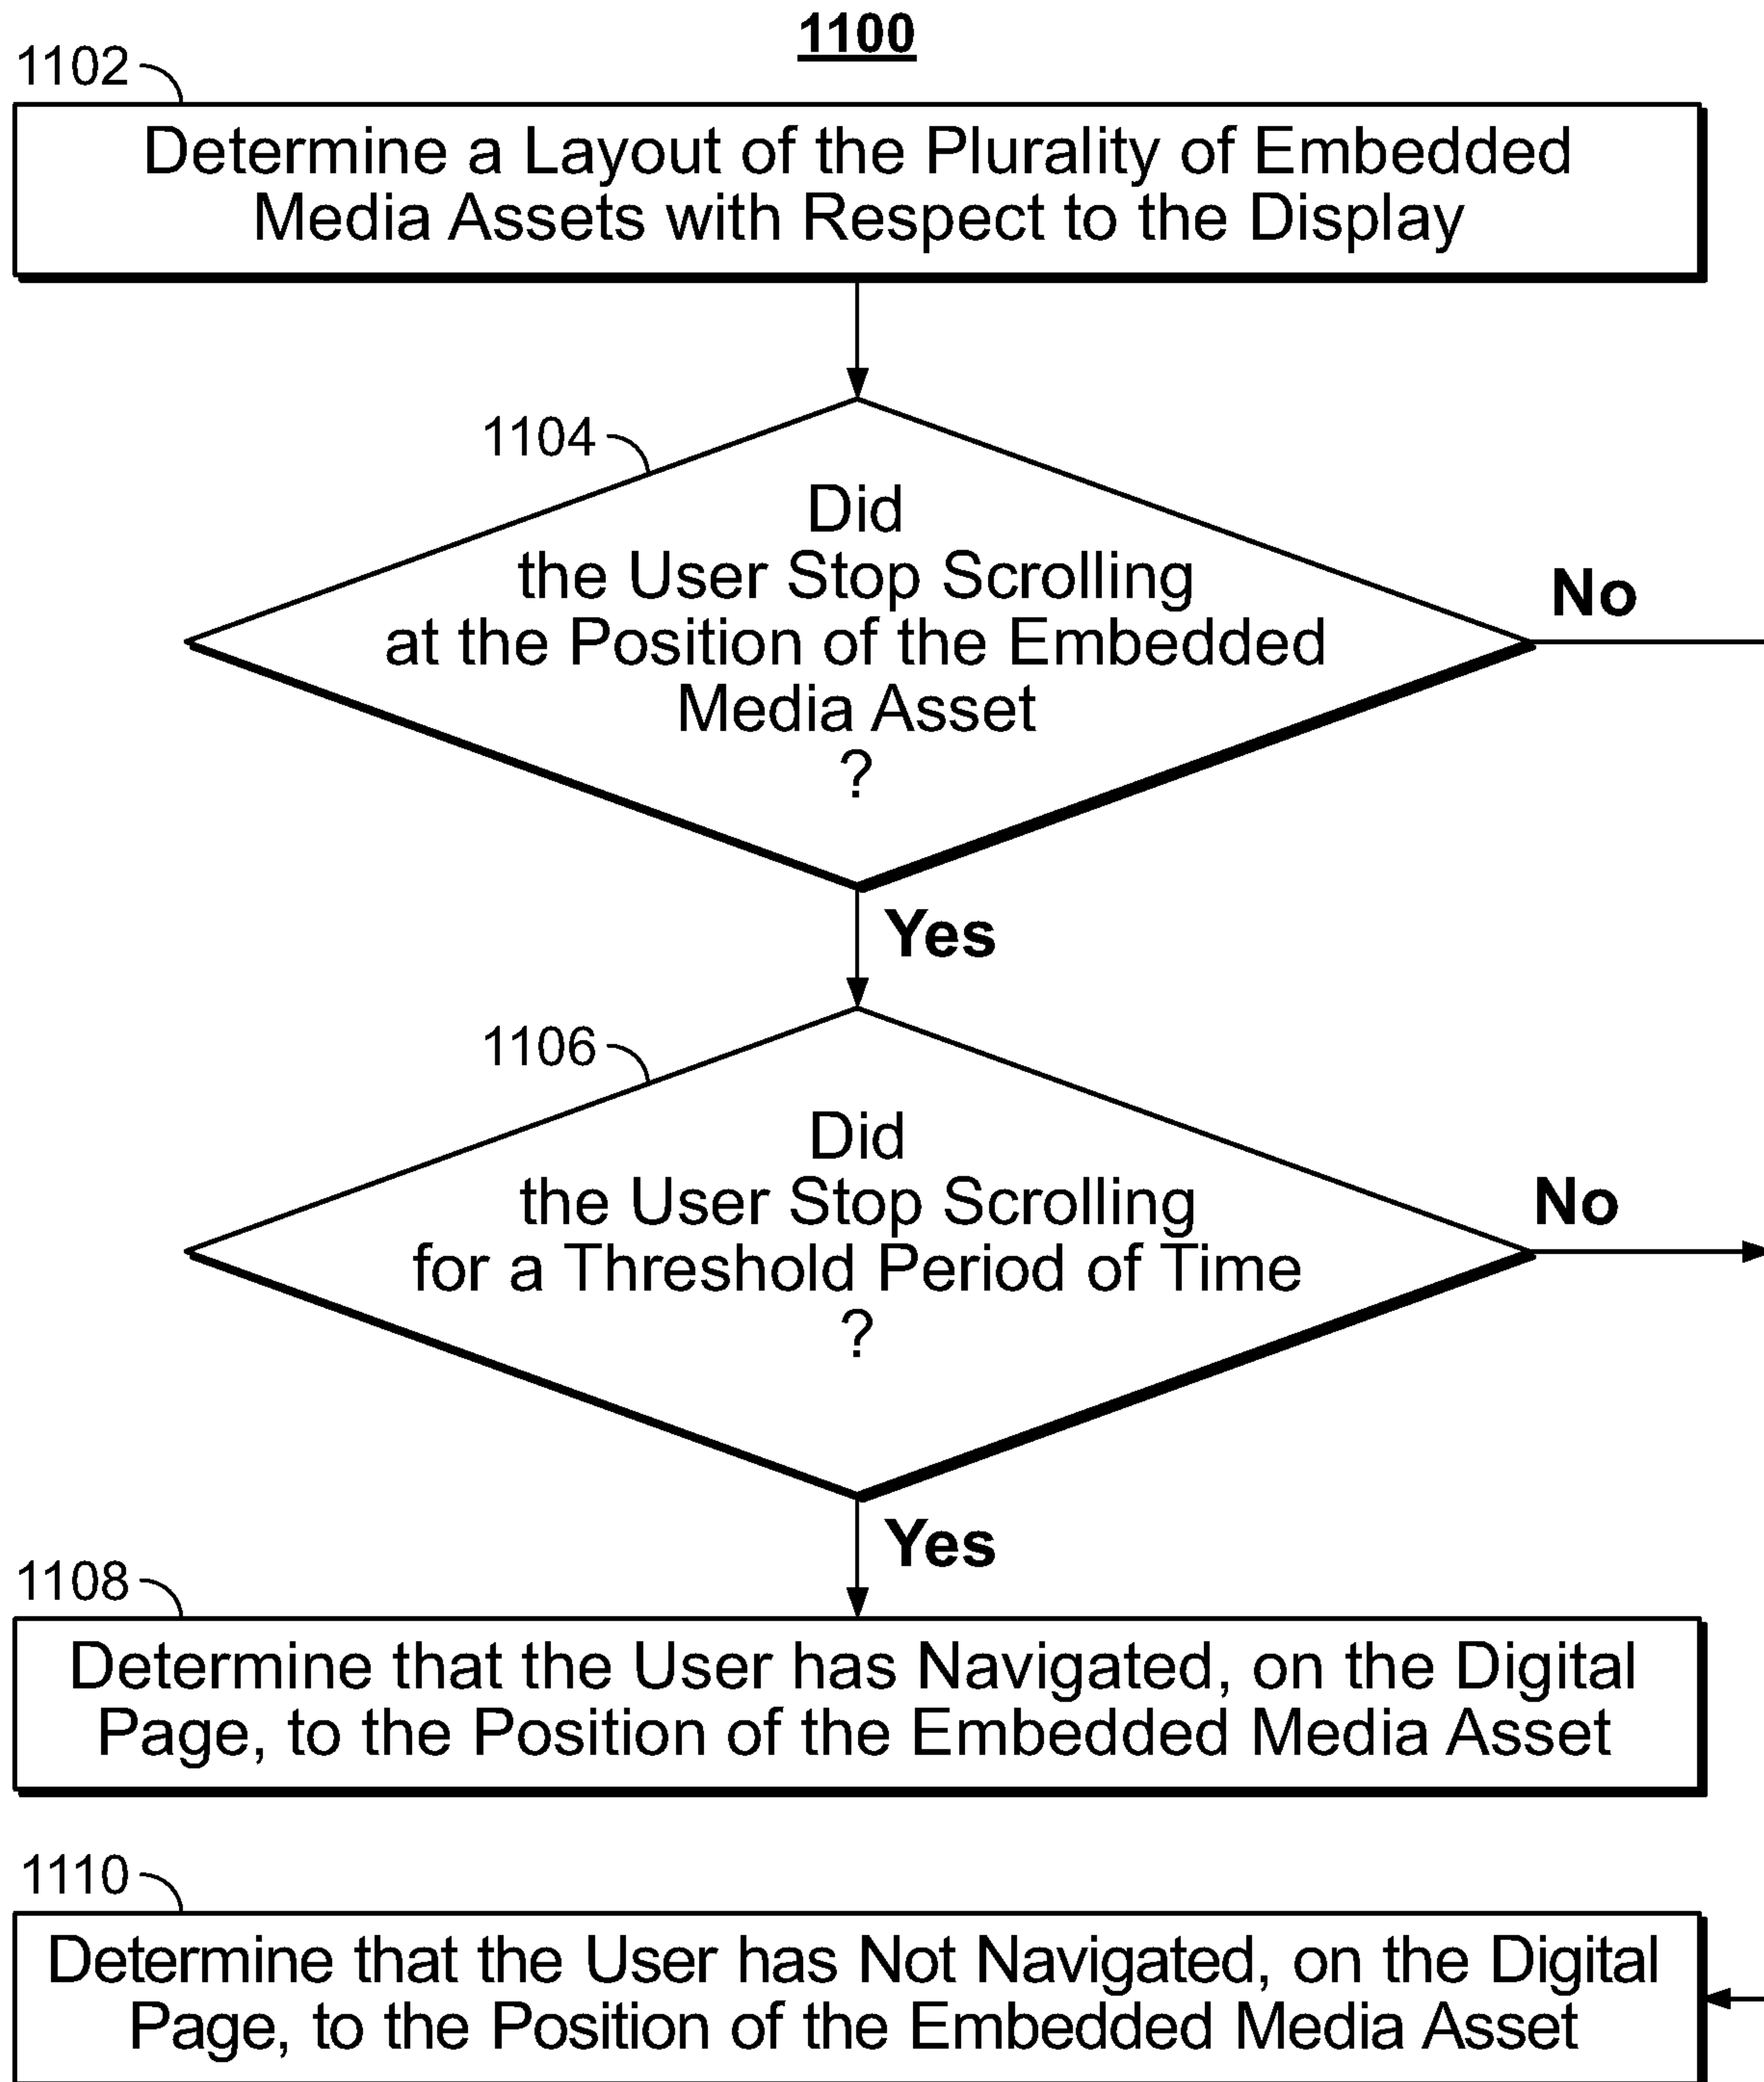 1100
1102
Determine a Layout of the Plurality of Embedded
Media Assets with Respect to the Display
1104
Did
the User Stop Scrolling
at the Position of the Embedded
Media Asset
?
No
Yes
1106
Did
the User Stop Scrolling
for a Threshold Period of Time
?
No
Yes
1108
Determine that the User has Navigated, on the Digital
Page, to the Position of the Embedded Media Asset
1110
Determine that the User has Not Navigated, on the Digital
Page, to the Position of the Embedded Media Asset